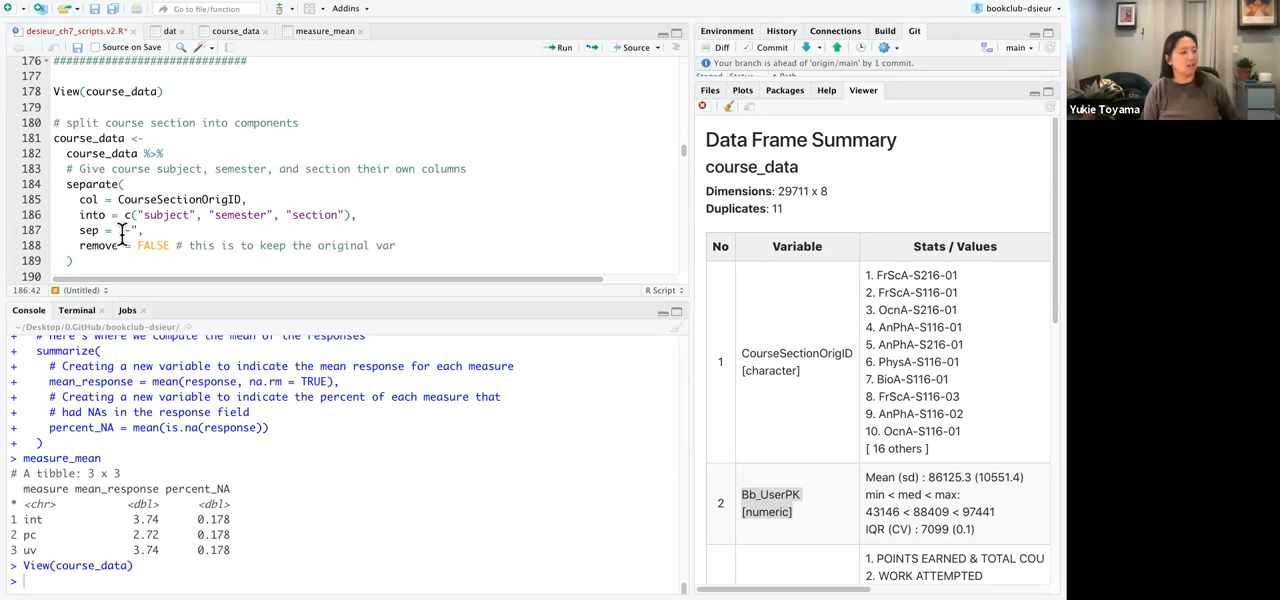 Go to file/function
Addins
bookclub-dsieur
desieur_ch7_scripts.v2.R*
dat
course_data
measure_mean
Source on Save
Run
Source
176 ############################
177
178 View(course_data)
179
180 # split course section into components
181 course_data <-
182 course_data %>%
183 # Give course subject, semester, and section their own columns
184 separate(
185 col = CourseSectionOrigID,
186 into = c("subject", "semester", "section"),
187 sep = "-",
188 remove = FALSE # this is to keep the original var
189 )
190
186:42
(Untitled)
R Script
Console
Terminal
Jobs
~/Desktop/0.GitHub/bookclub-dsieur/
+ # Here's where we compute the mean of the responses
+ summarize(
+ # Creating a new variable to indicate the mean response for each measure
+ mean_response = mean(response, na.rm = TRUE),
+ # Creating a new variable to indicate the percent of each measure that
+ # had NAs in the response field
+ percent_NA = mean(is.na(response))
+ )
> measure_mean
# A tibble: 3 x 3
measure mean_response percent_NA
* <chr> <dbl> <dbl>
1 int 3.74 0.178
2 pc 2.72 0.178
3 uv 3.74 0.178
> View(course_data)
>
Environment
History
Connections
Build
Git
Diff
Commit
main
Your branch is ahead of 'origin/main' by 1 commit.
Staged
Status
Path
Files
Plots
Packages
Help
Viewer
Data Frame Summary
course_data
Dimensions: 29711 x 8
Duplicates: 11
No
Variable
Stats / Values
1
CourseSectionOrigID
[character]
1. FrScA-S216-01
2. FrScA-S116-01
3. OcnA-S216-01
4. AnPhA-S116-01
5. AnPhA-S216-01
6. PhysA-S116-01
7. BioA-S116-01
8. FrScA-S116-03
9. AnPhA-S116-02
10. OcnA-S116-01
[ 16 others ]
2
Bb_UserPK
[numeric]
Mean (sd) : 86125.3 (10551.4)
min < med < max:
43146 < 88409 < 97441
IQR (CV) : 7099 (0.1)
1. POINTS EARNED & TOTAL COU
2. WORK ATTEMPTED
Yukie Toyama